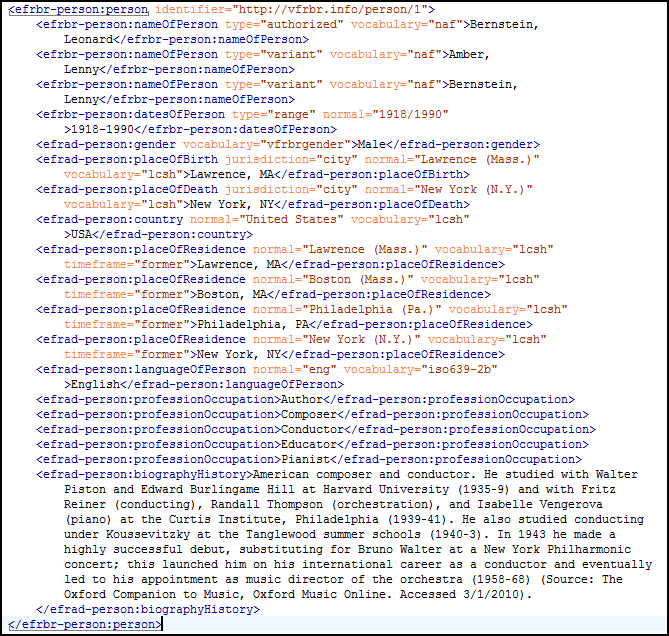 <efrbr-person:person identifier="http://vfrbr.info/person/1">
<efrbr-person:nameOfPerson type="authorized" vocabulary="naf">Bernstein,
Leonard</efrbr-person:nameOfPerson>
<efrbr-person:nameOfPerson type="variant" vocabulary="naf">Amber,
Lenny</efrbr-person:nameOfPerson>
<efrbr-person:nameOfPerson type="variant" vocabulary="naf">Bernstein,
Lenny</efrbr-person:nameOfPerson>
<efrbr-person:datesOfPerson type="range" normal="1918/1990"
>1918-1990</efrbr-person:datesOfPerson>
<efrad-person:gender vocabulary="vfrbrgender">Male</efrad-person:gender>
<efrad-person:placeOfBirth jurisdiction="city" normal="Lawrence (Mass.)"
vocabulary="lcsh">Lawrence, MA</efrad-person:placeOfBirth>
<efrad-person:placeOfDeath jurisdiction="city" normal="New York (N.Y.)"
vocabulary="lcsh">New York, NY</efrad-person:placeOfDeath>
<efrad-person:country normal="United States" vocabulary="lcsh"
>USA</efrad-person:country>
<efrad-person:placeOfResidence normal="Lawrence (Mass.)" vocabulary="lcsh"
timeframe="former">Lawrence, MA</efrad-person:placeOfResidence>
<efrad-person:placeOfResidence normal="Boston (Mass.)" vocabulary="lcsh"
timeframe="former">Boston, MA</efrad-person:placeOfResidence>
<efrad-person:placeOfResidence normal="Philadelphia (Pa.)" vocabulary="lcsh"
timeframe="former">Philadelphia, PA</efrad-person:placeOfResidence>
<efrad-person:placeOfResidence normal="New York (N.Y.)" vocabulary="lcsh"
timeframe="former">New York, NY</efrad-person:placeOfResidence>
<efrad-person:languageOfPerson normal="eng" vocabulary="iso639-2b"
>English</efrad-person:languageOfPerson>
<efrad-person:professionOccupation>Author</efrad-person:professionOccupation>
<efrad-person:professionOccupation>Composer</efrad-person:professionOccupation>
<efrad-person:professionOccupation>Conductor</efrad-person:professionOccupation>
<efrad-person:professionOccupation>Educator</efrad-person:professionOccupation>
<efrad-person:professionOccupation>Pianist</efrad-person:professionOccupation>
<efrad-person:biographyHistory>American composer and conductor. He studied with Walter
Piston and Edward Burlingame Hill at Harvard University (1935-9) and with Fritz
Reiner (conducting), Randall Thompson (orchestration), and Isabelle Vengerova
(piano) at the Curtis Institute, Philadelphia (1939-41). He also studied conducting
under Koussevitzky at the Tanglewood summer schools (1940-3). In 1943 he made a
highly successful debut, substituting for Bruno Walter at a New York Philharmonic
concert; this launched him on his international career as a conductor and eventually
led to his appointment as music director of the orchestra (1958-68) (Source: The
Oxford Companion to Music, Oxford Music Online. Accessed 3/1/2010).
</efrad-person:biographyHistory>
</efrbr-person:person>